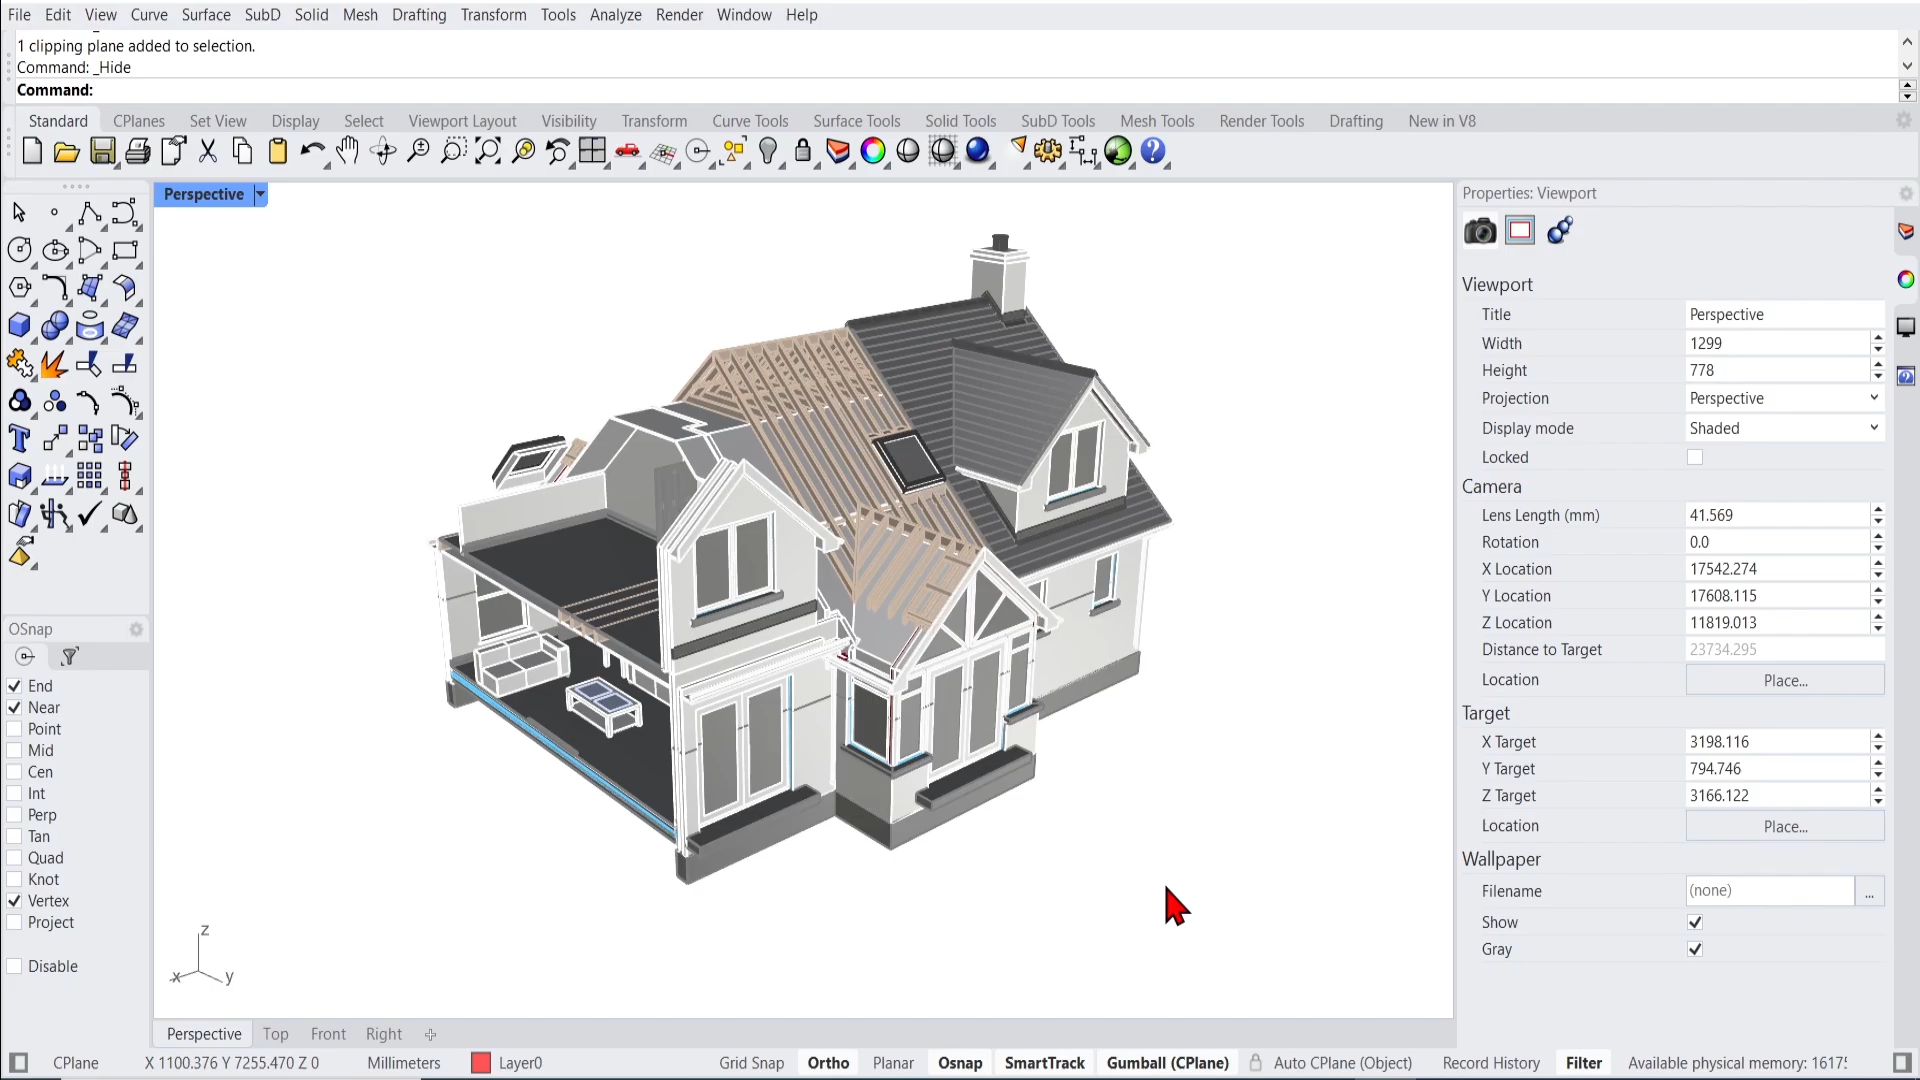 File Edit View Curve Surface SubD Solid Mesh Drafting Transform Tools Analyze Render Window Help
1 clipping plane added to selection.
Command: _Hide
Command:
Standard CPlanes Set View Display Select Viewport Layout Visibility Transform Curve Tools Surface Tools Solid Tools SubD Tools Mesh Tools Render Tools Drafting New in V8
Perspective
Properties: Viewport
Viewport
Title Perspective
Width 1299
Height 778
Projection Perspective
Display mode Shaded
Locked
Camera
Lens Length (mm) 41.569
Rotation 0.0
X Location 17542.274
Y Location 17608.115
Z Location 11819.013
Distance to Target 23734.295
Location Place...
Target
X Target 3198.116
Y Target 794.746
Z Target 3166.122
Location Place...
Wallpaper
Filename (none) ...
Show
Gray
OSnap
End
Near
Point
Mid
Cen
Int
Perp
Tan
Quad
Knot
Vertex
Project
Disable
z
x y
Perspective Top Front Right
CPlane X 1100.376 Y 7255.470 Z 0 Millimeters Layer0 Grid Snap Ortho Planar Osnap SmartTrack Gumball (CPlane) Auto CPlane (Object) Record History Filter Available physical memory: 1617